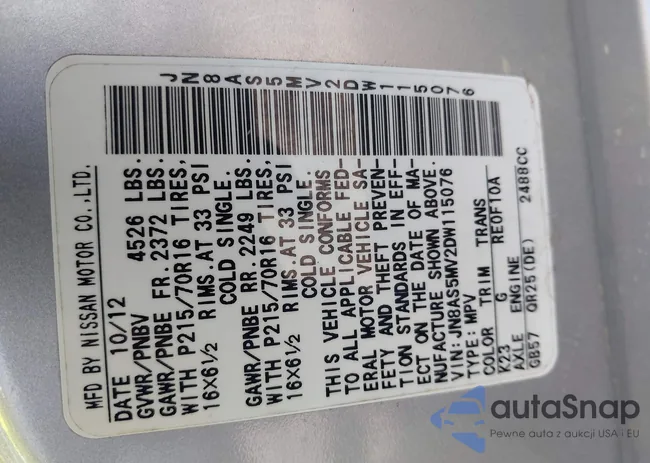 JN8AS5MV2DW115076
MFD BY NISSAN MOTOR CO.,LTD.
DATE 10/12
GVWR/PNBV 4526 LBS.
GAWR/PNBE FR. 2372 LBS.
WITH P215/70R16 TIRES,
16X6½ RIMS.AT 33 PSI
COLD SINGLE.
GAWR/PNBE RR. 2249 LBS.
WITH P215/70R16 TIRES,
16X6½ RIMS.AT 33 PSI
COLD SINGLE.
THIS VEHICLE CONFORMS
TO ALL APPLICABLE FED-
ERAL MOTOR VEHICLE SA-
FETY AND THEFT PREVEN-
TION STANDARDS IN EFF-
ECT ON THE DATE OF MA-
NUFACTURE SHOWN ABOVE.
VIN:JN8AS5MV2DW115076
TYPE: MPV
COLOR TRIM TRANS
K23 G RE0F10A
AXLE ENGINE
GB57 QR25(DE) 2488CC
autaSnap
Pewne auta z aukcji USA i EU